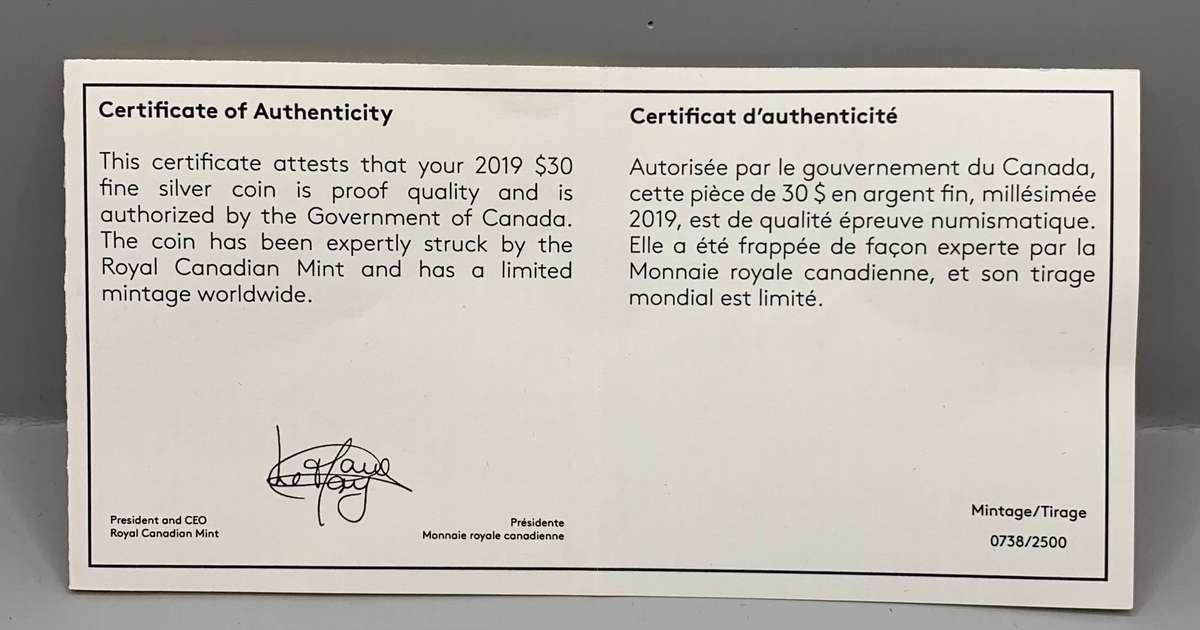 Certificate of Authenticity
This certificate attests that your 2019 $30
fine silver coin is proof quality and is
authorized by the Government of Canada.
The coin has been expertly struck by the
Royal Canadian Mint and has a limited
mintage worldwide.
President and CEO
Royal Canadian Mint
Présidente
Monnaie royale canadienne
Certificat d’authenticité
Autorisée par le gouvernement du Canada,
cette pièce de 30 $ en argent fin, millésimée
2019, est de qualité épreuve numismatique.
Elle a été frappée de façon experte par la
Monnaie royale canadienne, et son tirage
mondial est limité.
Mintage/Tirage
0738/2500